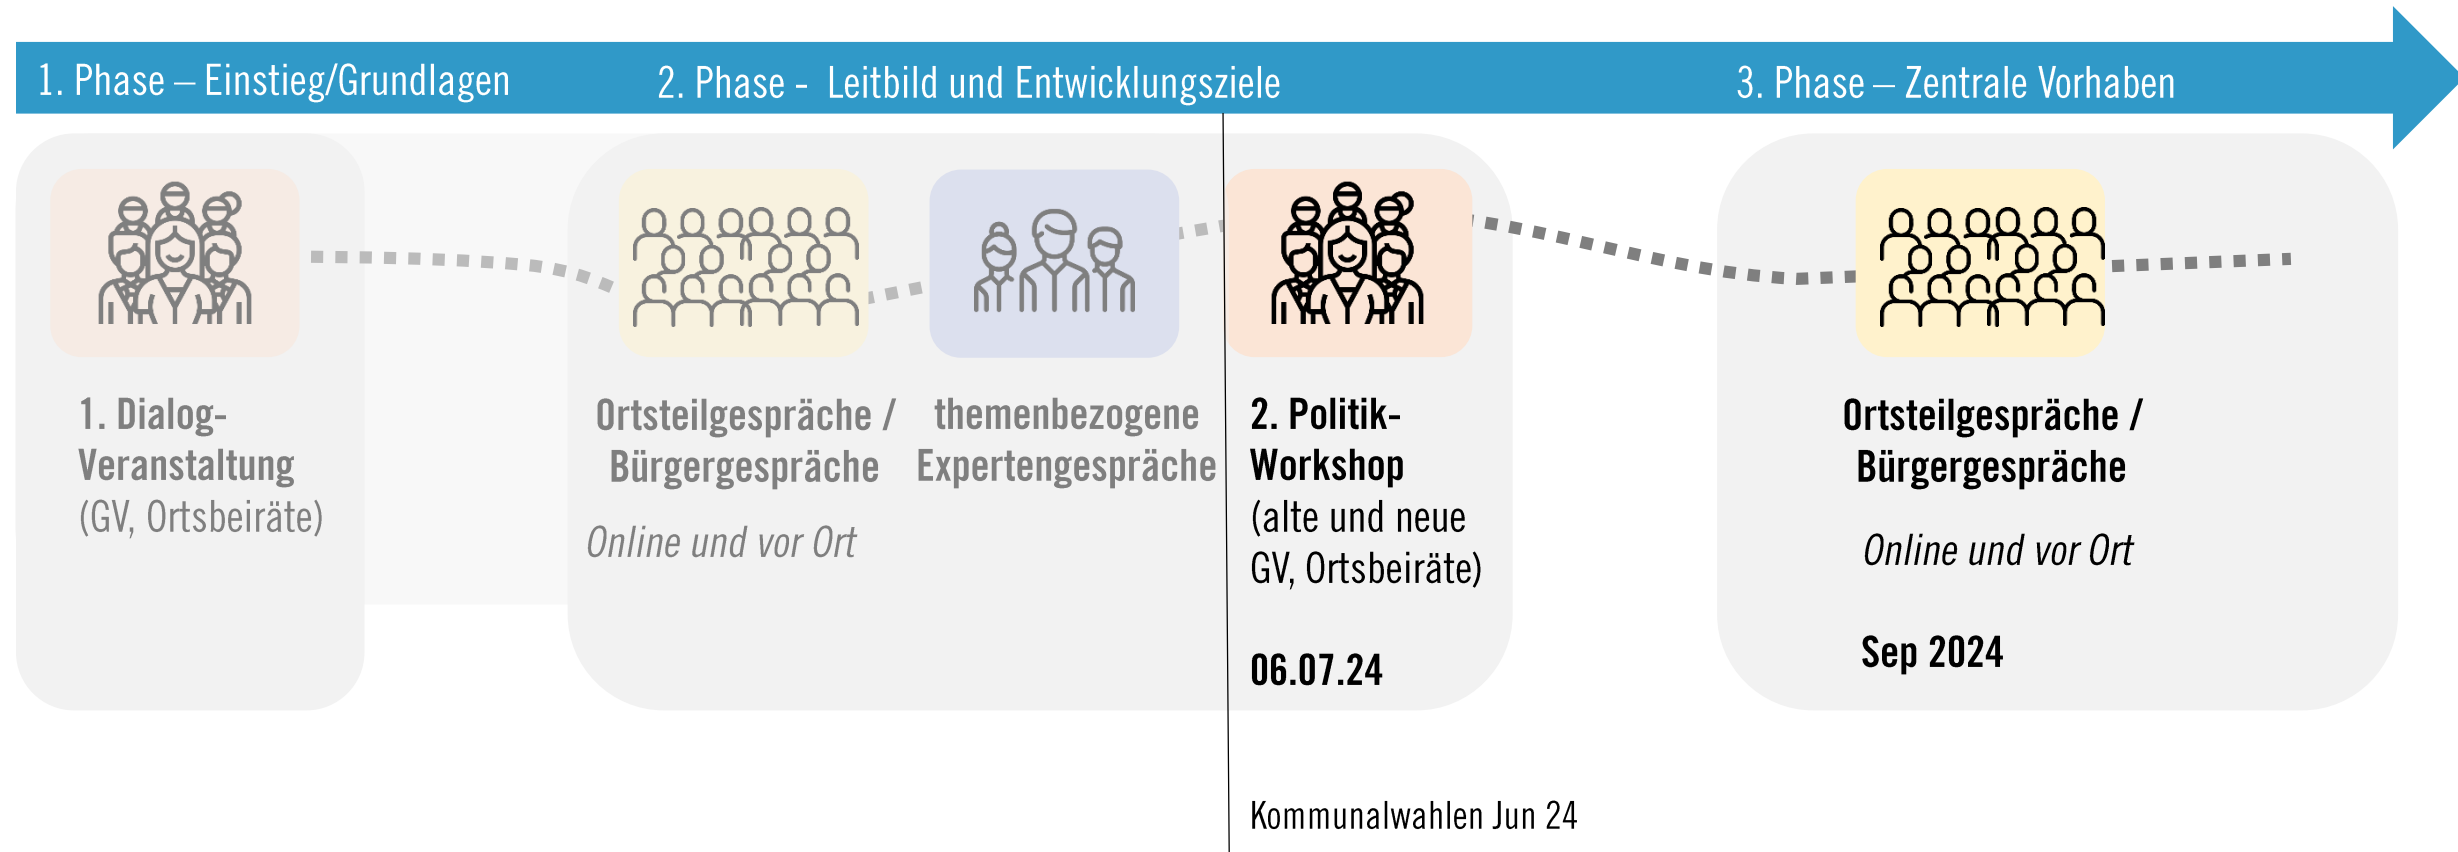 1. Phase – Einstieg/Grundlagen
2. Phase -  Leitbild und Entwicklungsziele
3. Phase – Zentrale Vorhaben
1. Dialog-
Veranstaltung
(GV, Ortsbeiräte)
Ortsteilgespräche /
Bürgergespräche
Online und vor Ort
themenbezogene
Expertengespräche
2. Politik-
Workshop
(alte und neue
GV, Ortsbeiräte)
06.07.24
Ortsteilgespräche /
Bürgergespräche
Online und vor Ort
Sep 2024
Kommunalwahlen Jun 24